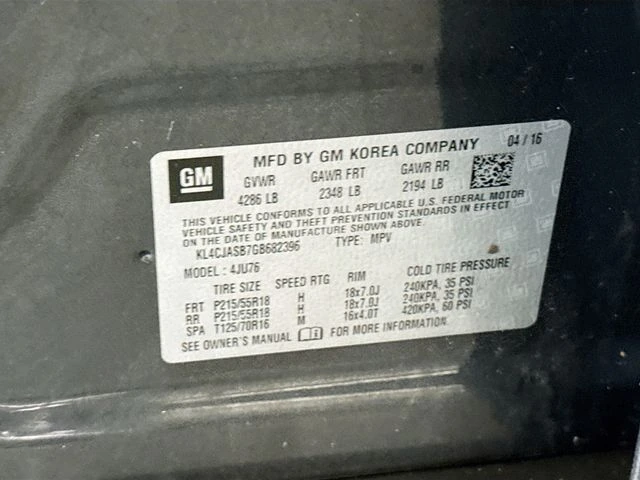 GM
MFD BY GM KOREA COMPANY 04 / 16
GVWR GAWR FRT GAWR RR
4286 LB 2348 LB 2194 LB
THIS VEHICLE CONFORMS TO ALL APPLICABLE U.S. FEDERAL MOTOR
VEHICLE SAFETY AND THEFT PREVENTION STANDARDS IN EFFECT
ON THE DATE OF MANUFACTURE SHOWN ABOVE.
KL4CJASB7GB682396 TYPE: MPV
MODEL: 4JU76
TIRE SIZE SPEED RTG RIM COLD TIRE PRESSURE
FRT P215/55R18 H 18x7.0J 240KPA, 35 PSI
RR P215/55R18 H 18x7.0J 240KPA, 35 PSI
SPA T125/70R16 M 16x4.0T 420KPA, 60 PSI
SEE OWNER'S MANUAL FOR MORE INFORMATION.